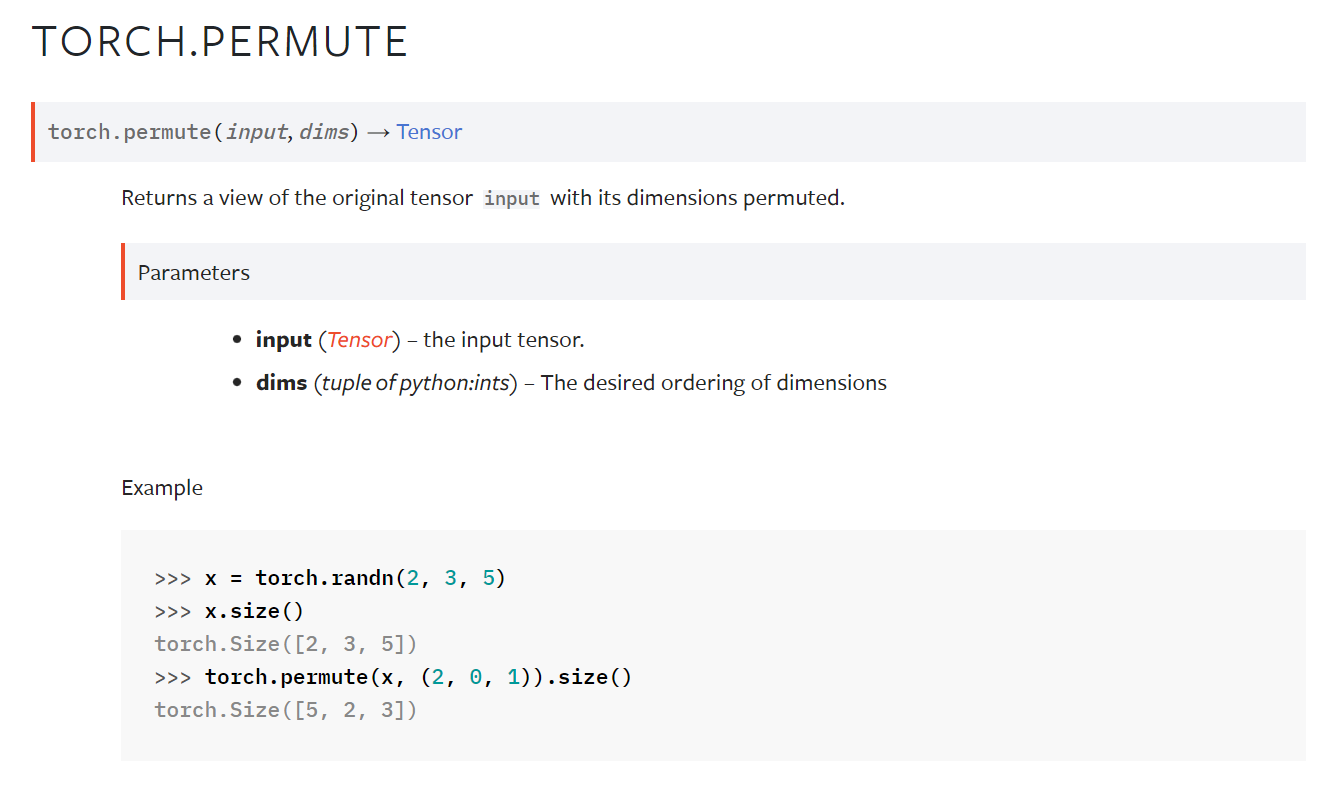 TORCH.PERMUTE
torch.permute(input, dims) → Tensor
Returns a view of the original tensor input with its dimensions permuted.
Parameters
• input (Tensor) – the input tensor.
• dims (tuple of python:ints) – The desired ordering of dimensions
Example
>>> x = torch.randn(2, 3, 5)
>>> x.size()
torch.Size([2, 3, 5])
>>> torch.permute(x, (2, 0, 1)).size()
torch.Size([5, 2, 3])